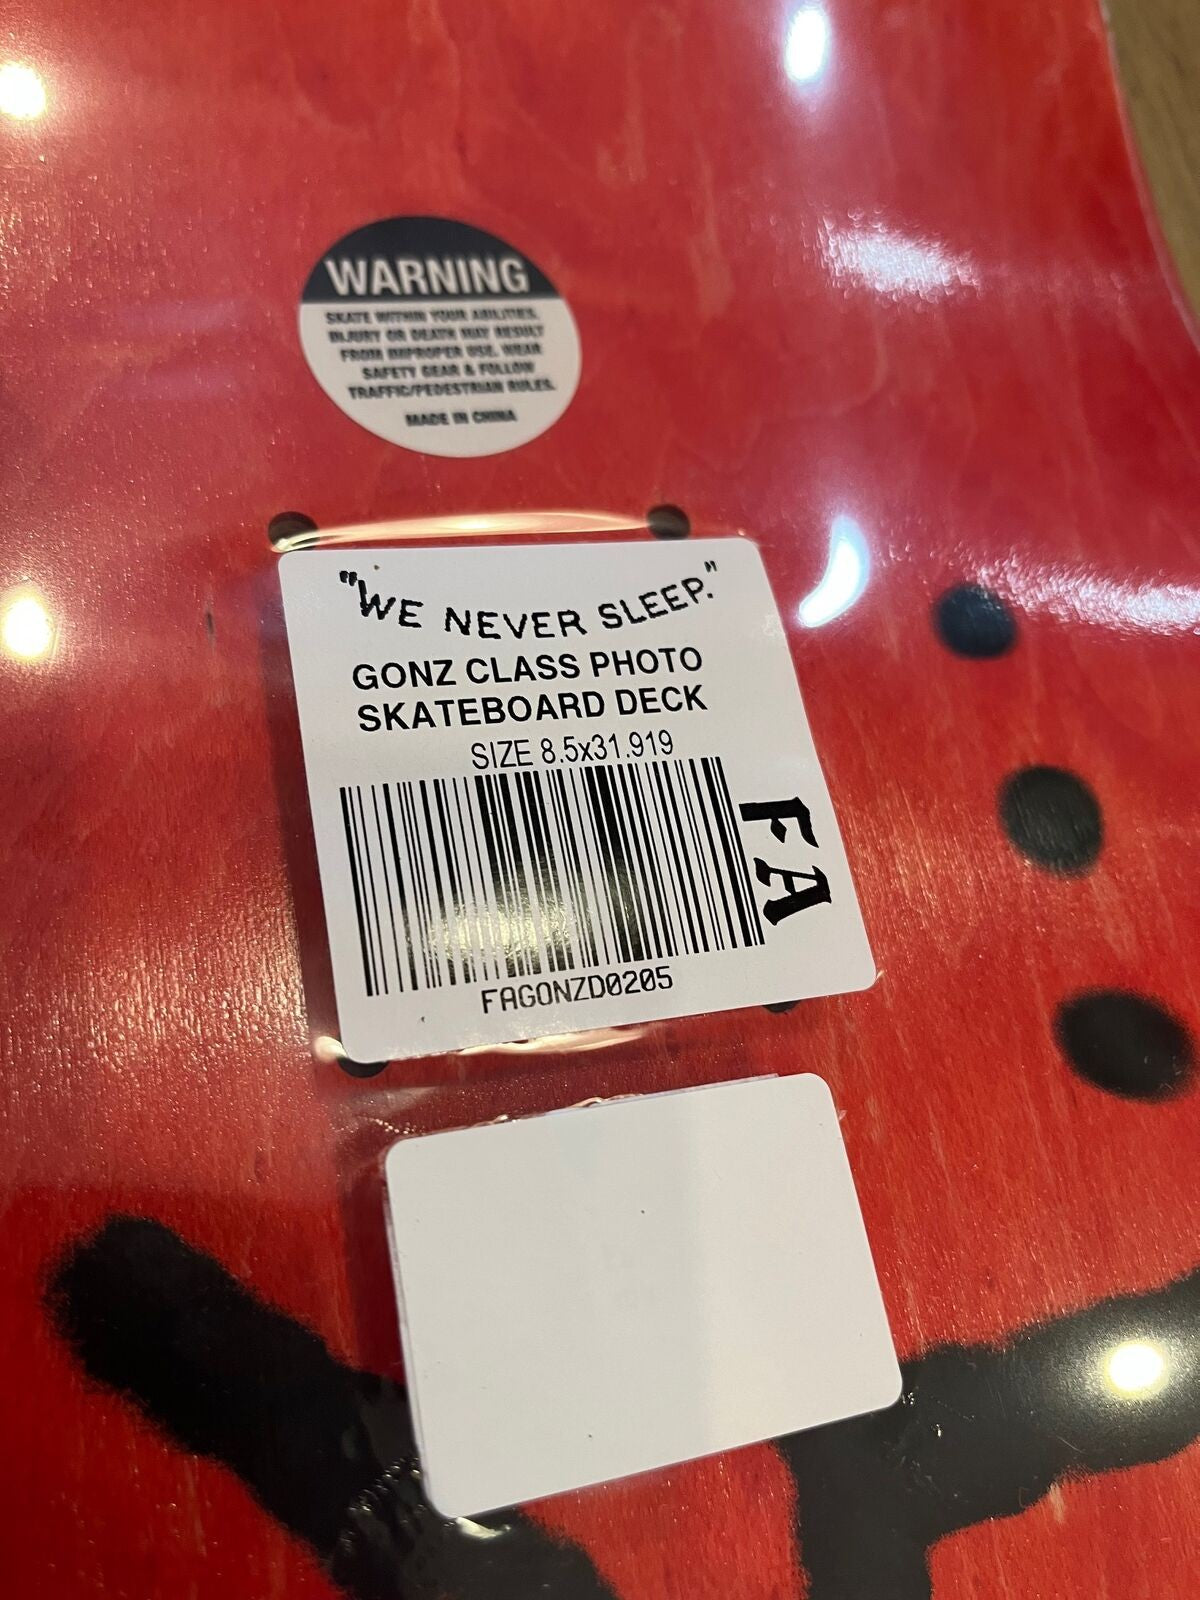 WARNING
SKATE WITHIN YOUR ABILITIES.
INJURY OR DEATH MAY RESULT
FROM IMPROPER USE. WEAR
SAFETY GEAR & FOLLOW
TRAFFIC/PEDESTRIAN RULES.
MADE IN CHINA
"WE NEVER SLEEP."
GONZ CLASS PHOTO
SKATEBOARD DECK
SIZE 8.5x31.919
FA
FAGONZD0205